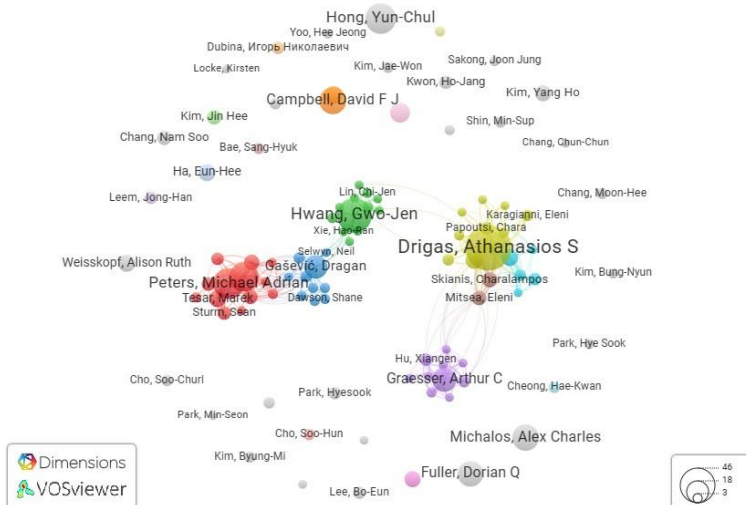 Hong, Yun-Chul
Yoo, Hee Jeong
Dubina, Игорь Николаевич
Kim, Jae-Won
Sakong, Joon Jung
Locke, Kirsten
Kwon, Ho-Jang
Kim, Yang Ho
Campbell, David F J
Kim, Jin Hee
Shin, Min-Sup
Chang, Nam Soo
Bae, Sang-Hyuk
Chang, Chun-Chun
Ha, Eun-Hee
Leem, Jong-Han
Lin, Chi-Jen
Chang, Moon-Hee
Hwang, Gwo-Jen
Karagianni, Eleni
Papoutsi, Chara
Xie, Hao-Ran
Drigas, Athanasios S
Selwyn, Neil
Weisskopf, Alison Ruth
Gašević, Dragan
Kim, Bung-Nyun
Peters, Michael Adrian
Skianis, Charalampos
Tesar, Marek
Dawson, Shane
Mitsea, Eleni
Sturm, Sean
Park, Hye Sook
Hu, Xiangen
Cho, Soo-Churl
Graesser, Arthur C
Cheong, Hae-Kwan
Park, Hyesook
Park, Min-Seon
Cho, Soo-Hun
Michalos, Alex Charles
Kim, Byung-Mi
Fuller, Dorian Q
Lee, Bo-Eun
Dimensions
VOSviewer
46
18
3